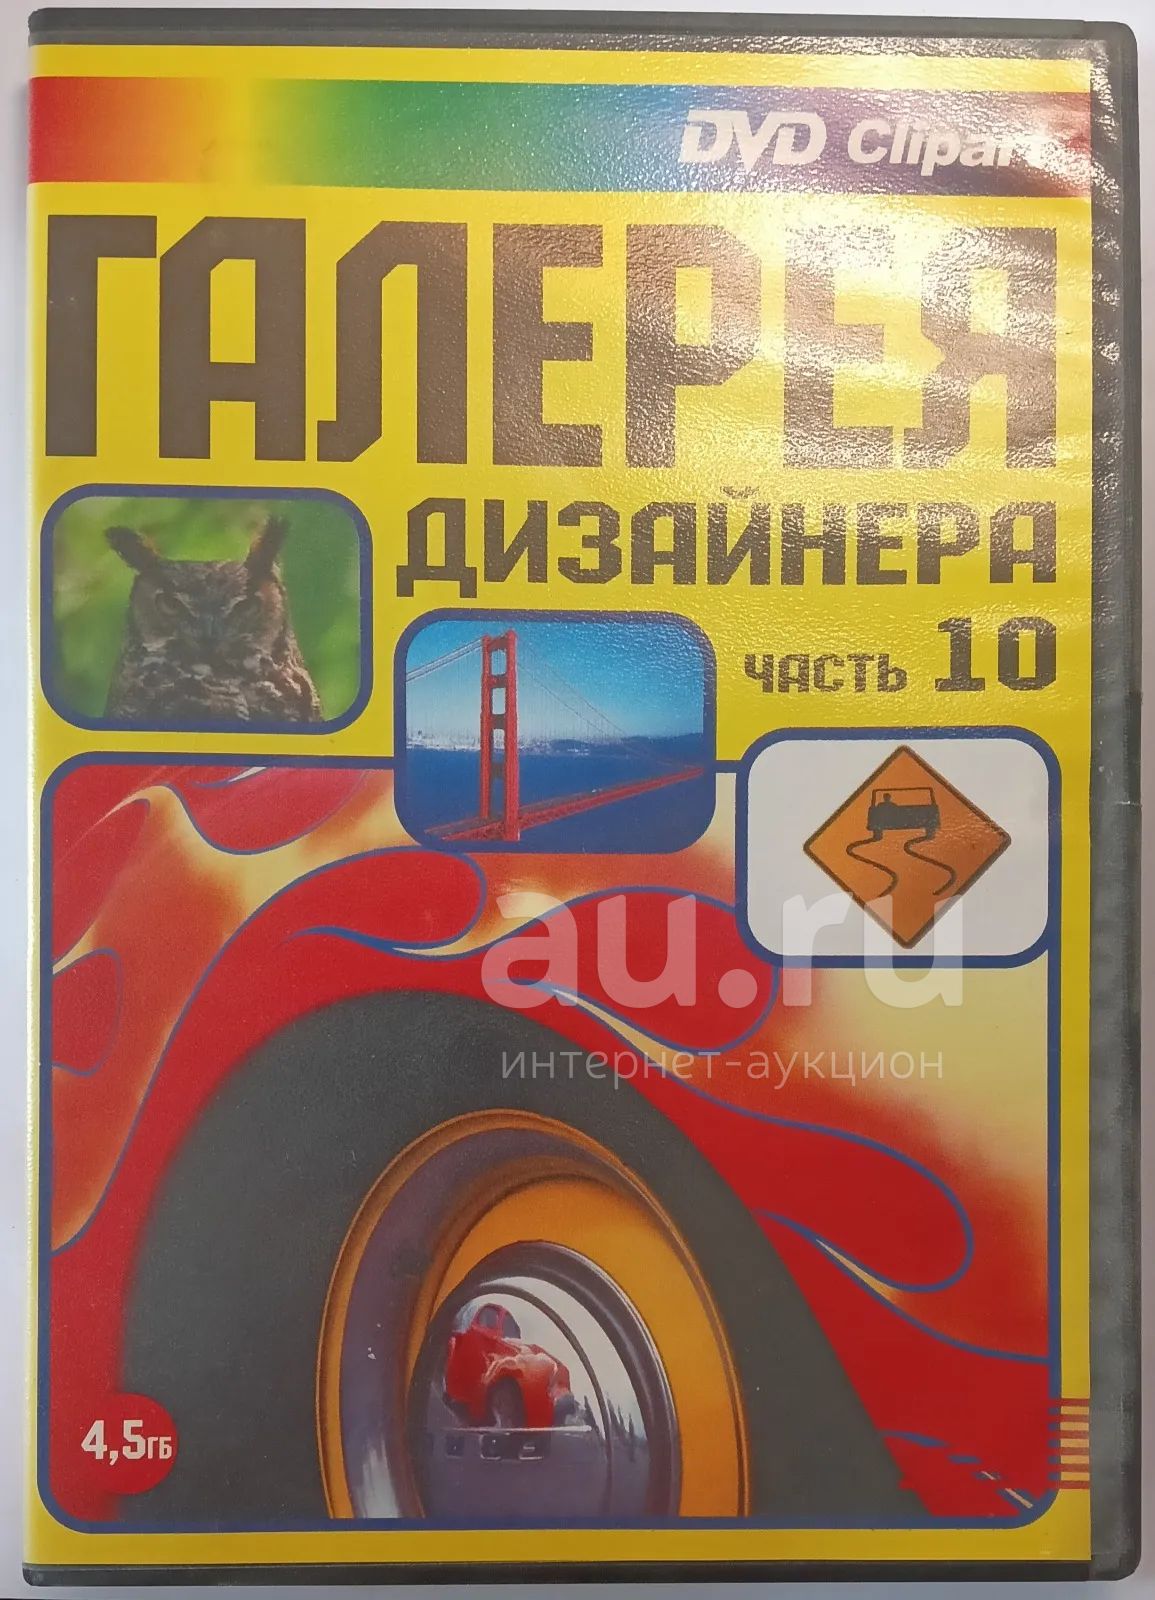 DVD Clipart
ГАЛЕРЕЯ
ДИЗАЙНЕРА
ЧАСТЬ 10
au.ru
интернет-аукцион
4,5ГБ